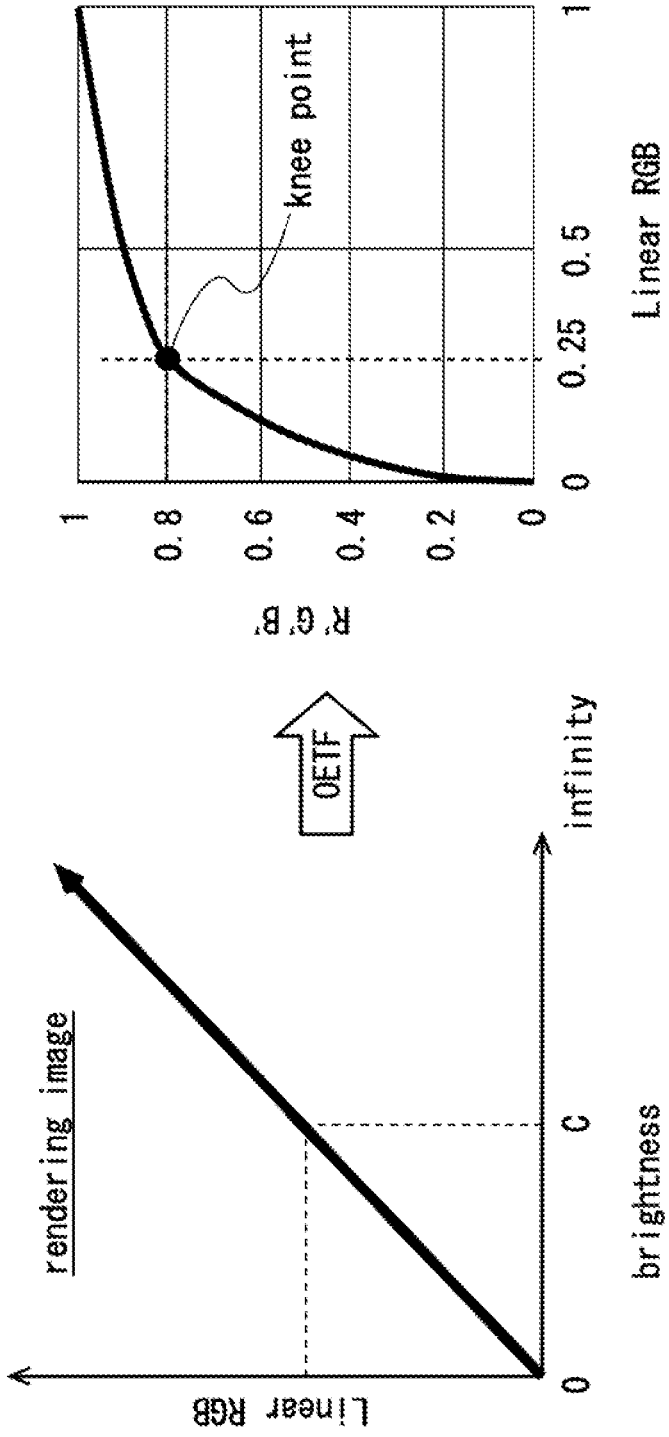 rendering image
Linear RGB
0
C
infinity
brightness
OETF
R'G'B'
1
0.8
0.6
0.4
0.2
0
knee point
0
0.25
0.5
1
Linear RGB